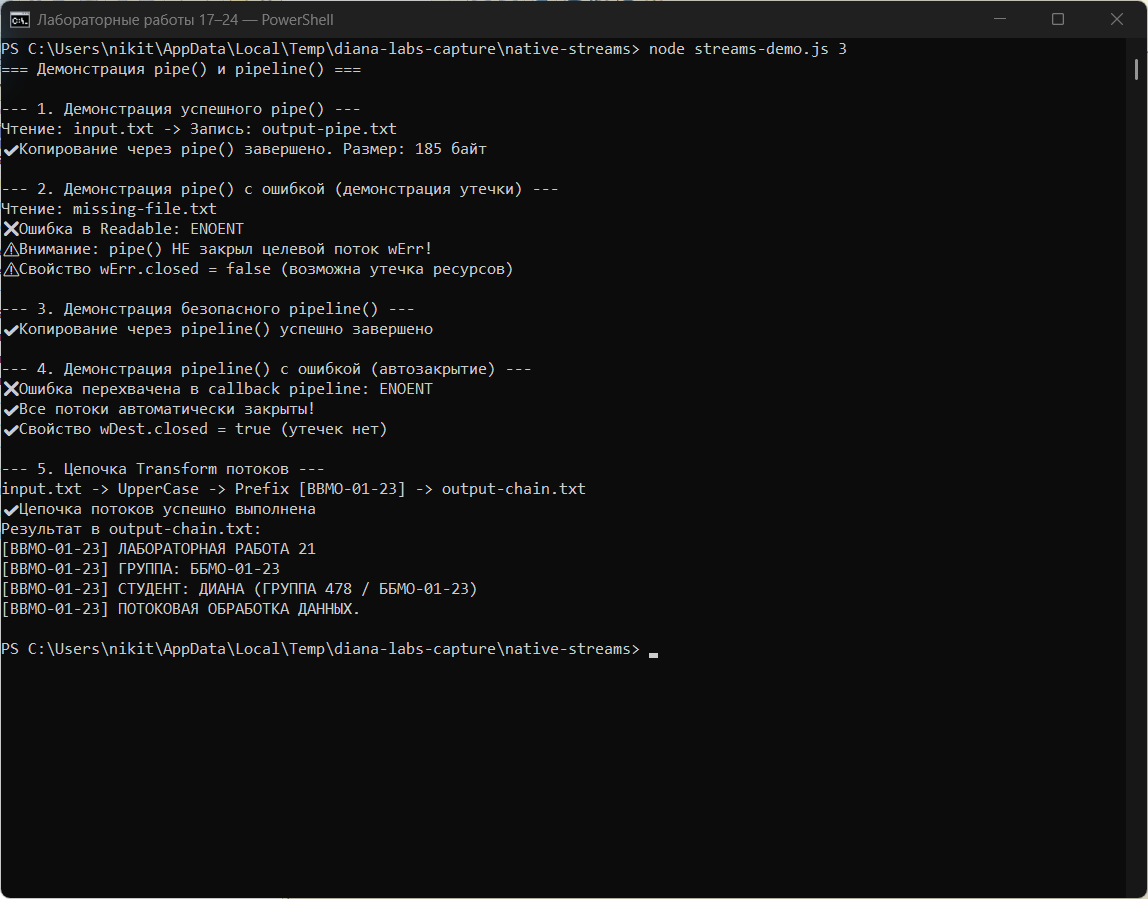 Лабораторные работы 17–24 — PowerShell
PS C:\Users\nikit\AppData\Local\Temp\diana-labs-capture\native-streams> node streams-demo.js 3
=== Демонстрация pipe() и pipeline() ===
--- 1. Демонстрация успешного pipe() ---
Чтение: input.txt -> Запись: output-pipe.txt
✔Копирование через pipe() завершено. Размер: 185 байт
--- 2. Демонстрация pipe() с ошибкой (демонстрация утечки) ---
Чтение: missing-file.txt
❌Ошибка в Readable: ENOENT
⚠Внимание: pipe() НЕ закрыл целевой поток wErr!
⚠Свойство wErr.closed = false (возможна утечка ресурсов)
--- 3. Демонстрация безопасного pipeline() ---
✔Копирование через pipeline() успешно завершено
--- 4. Демонстрация pipeline() с ошибкой (автозакрытие) ---
❌Ошибка перехвачена в callback pipeline: ENOENT
✔Все потоки автоматически закрыты!
✔Свойство wDest.closed = true (утечек нет)
--- 5. Цепочка Transform потоков ---
input.txt -> UpperCase -> Prefix [BBMO-01-23] -> output-chain.txt
✔Цепочка потоков успешно выполнена
Результат в output-chain.txt:
[BBMO-01-23] ЛАБОРАТОРНАЯ РАБОТА 21
[BBMO-01-23] ГРУППА: ББМО-01-23
[BBMO-01-23] СТУДЕНТ: ДИАНА (ГРУППА 478 / ББМО-01-23)
[BBMO-01-23] ПОТОКОВАЯ ОБРАБОТКА ДАННЫХ.
PS C:\Users\nikit\AppData\Local\Temp\diana-labs-capture\native-streams>